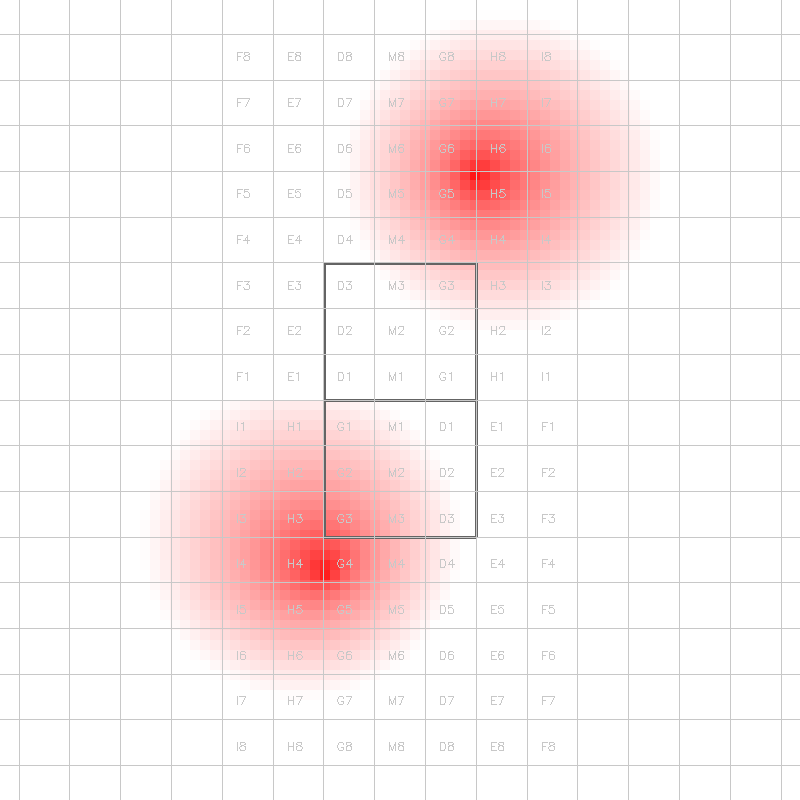 F8 E8 D8 M8 G8 H8 I8
F7 E7 D7 M7 G7 H7 I7
F6 E6 D6 M6 G6 H6 I6
F5 E5 D5 M5 G5 H5 I5
F4 E4 D4 M4 G4 H4 I4
F3 E3 D3 M3 G3 H3 I3
F2 E2 D2 M2 G2 H2 I2
F1 E1 D1 M1 G1 H1 I1
I1 H1 G1 M1 D1 E1 F1
I2 H2 G2 M2 D2 E2 F2
H3 G3 M3 D3 E3 F3
H4 G4 M4 D4 E4 F4
I5 H5 G5 M5 D5 E5 F5
I6 H6 G6 M6 D6 E6 F6
I7 H7 G7 M7 D7 E7 F7
I8 H8 G8 M8 D8 E8 F8